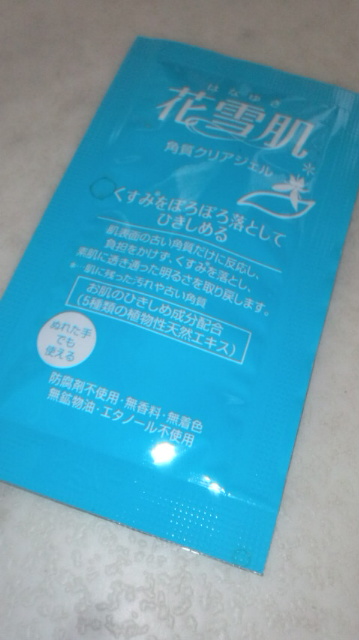 はなゆき
花雪肌
角質クリアジェル
くすみ*をぽろぽろ落として
ひきしめる
肌表面の古い角質だけに反応し、
負担をかけず、くすみを落とし、
素肌に透き通った明るさを取り戻します。
*…肌に残った汚れや古い角質
お肌のひきしめ成分配合
(5種類の植物性天然エキス)
ぬれた手
でも
使える
防腐剤不使用・無香料・無着色
無鉱物油・エタノール不使用